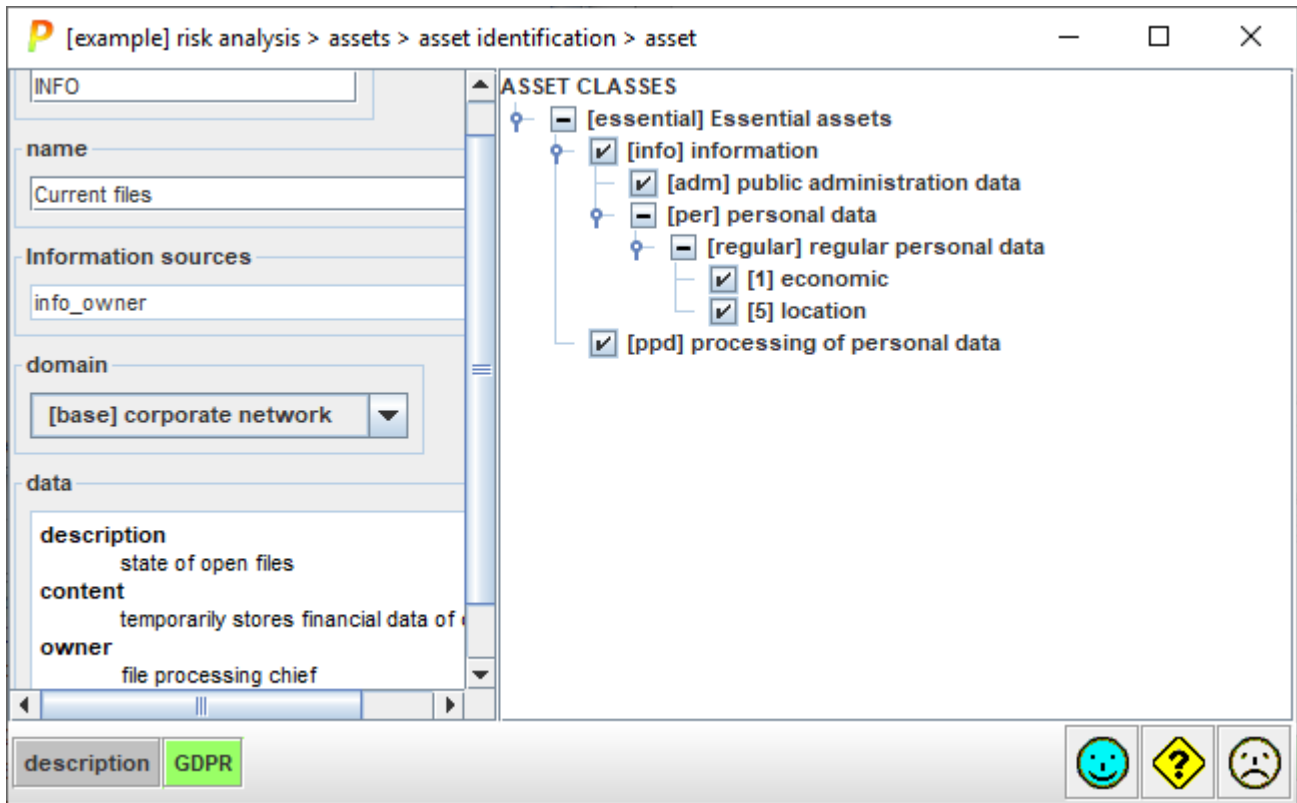 [example] risk analysis > assets > asset identification > asset
INFO
name
Current files
Information sources
info_owner
domain
[base] corporate network
data
description
state of open files
content
temporarily stores financial data of
owner
file processing chief
ASSET CLASSES
[essential] Essential assets
[info] information
[adm] public administration data
[per] personal data
[regular] regular personal data
[1] economic
[5] location
[ppd] processing of personal data
description
GDPR